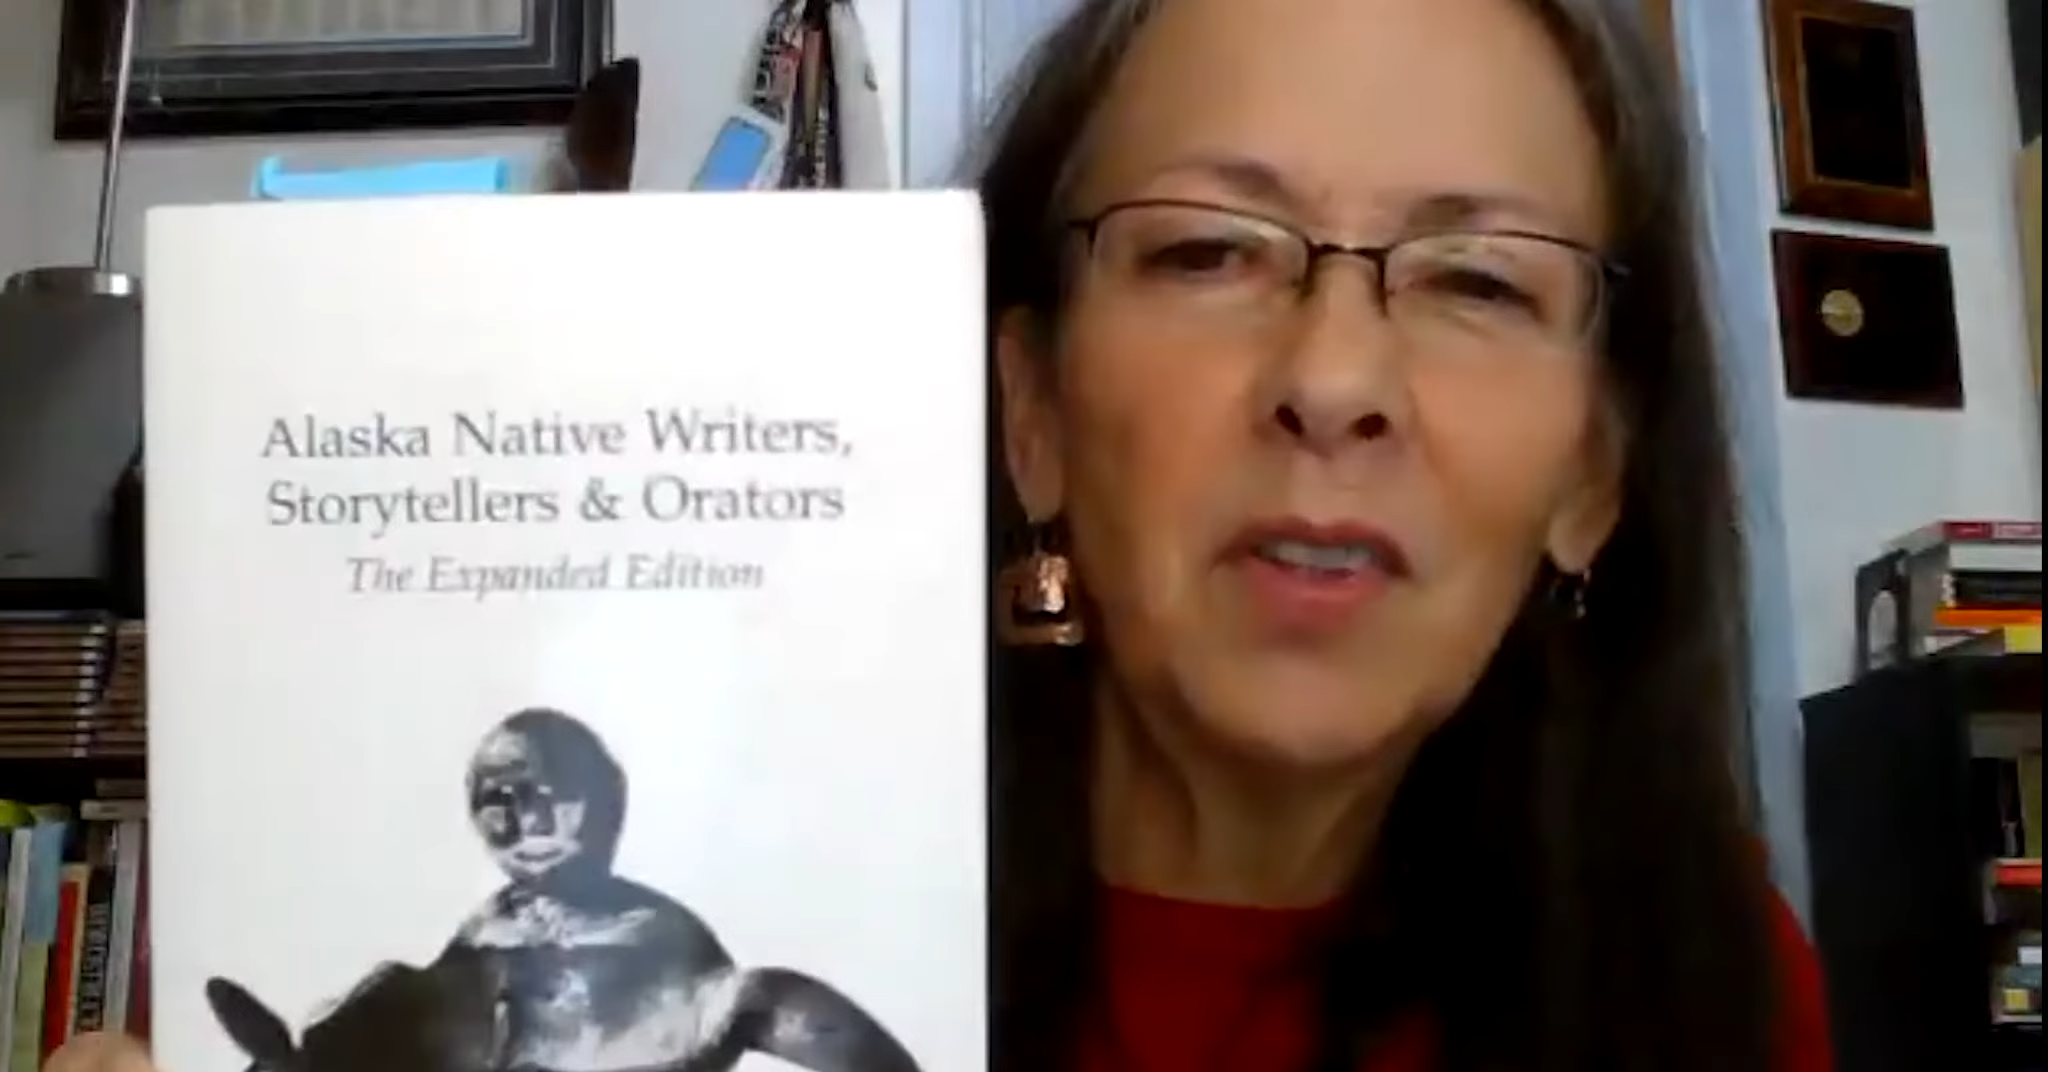 Alaska Native Writers,
Storytellers & Orators
The Expanded Edition